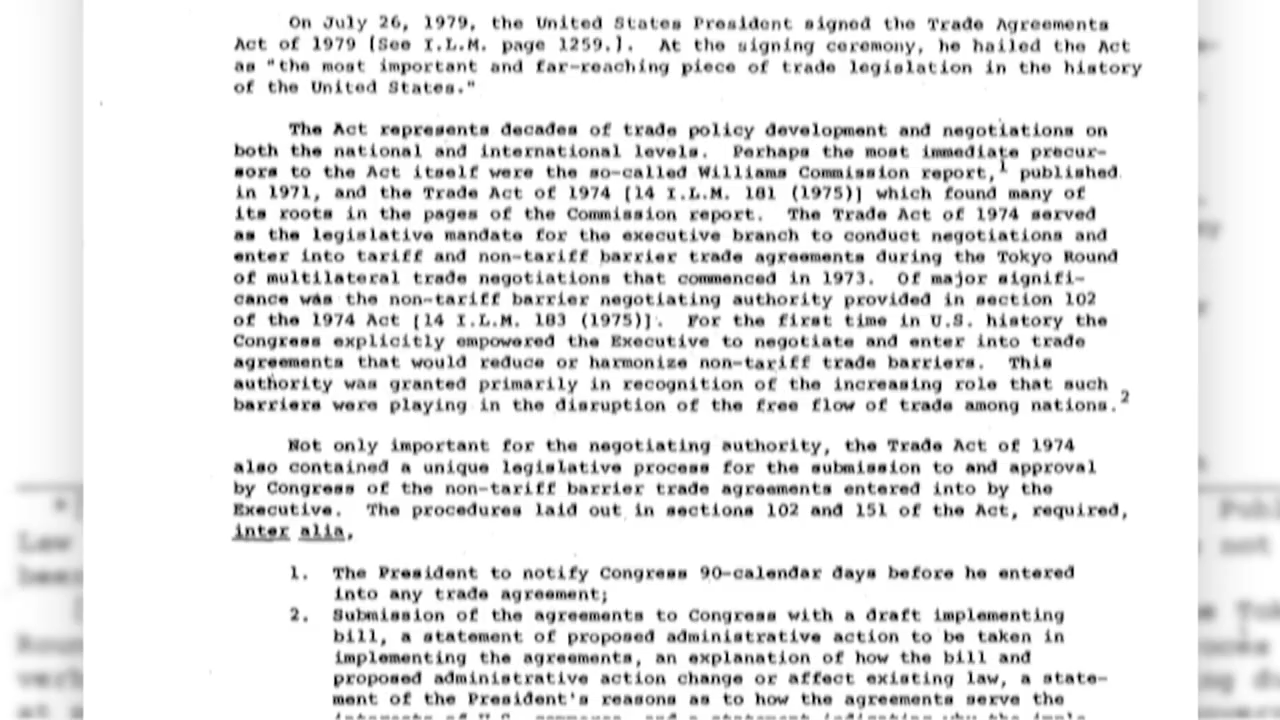 On July 26, 1979, the United States President signed the Trade Agreements
Act of 1979 [See I.L.M. page 1259.]. At the signing ceremony, he hailed the Act
as "the most important and far-reaching piece of trade legislation in the history
of the United States."
The Act represents decades of trade policy development and negotiations on
both the national and international levels. Perhaps the most immediate precur-
sors to the Act itself were the so-called Williams Commission report,1 published
in 1971, and the Trade Act of 1974 [14 I.L.M. 181 (1975)] which found many of
its roots in the pages of the Commission report. The Trade Act of 1974 served
as the legislative mandate for the executive branch to conduct negotiations and
enter into tariff and non-tariff barrier trade agreements during the Tokyo Round
of multilateral trade negotiations that commenced in 1973. Of major signifi-
cance was the non-tariff barrier negotiating authority provided in section 102
of the 1974 Act [14 I.L.M. 183 (1975)]. For the first time in U.S. history the
Congress explicitly empowered the Executive to negotiate and enter into trade
agreements that would reduce or harmonize non-tariff trade barriers. This
authority was granted primarily in recognition of the increasing role that such
barriers were playing in the disruption of the free flow of trade among nations.2
Not only important for the negotiating authority, the Trade Act of 1974
also contained a unique legislative process for the submission to and approval
by Congress of the non-tariff barrier trade agreements entered into by the
Executive. The procedures laid out in sections 102 and 151 of the Act, required,
inter alia,
1. The President to notify Congress 90-calendar days before he entered
into any trade agreement;
2. Submission of the agreements to Congress with a draft implementing
bill, a statement of proposed administrative action to be taken in
implementing the agreements, an explanation of how the bill and
proposed administrative action change or affect existing law, a state-
ment of the President's reasons as to how the agreements serve the